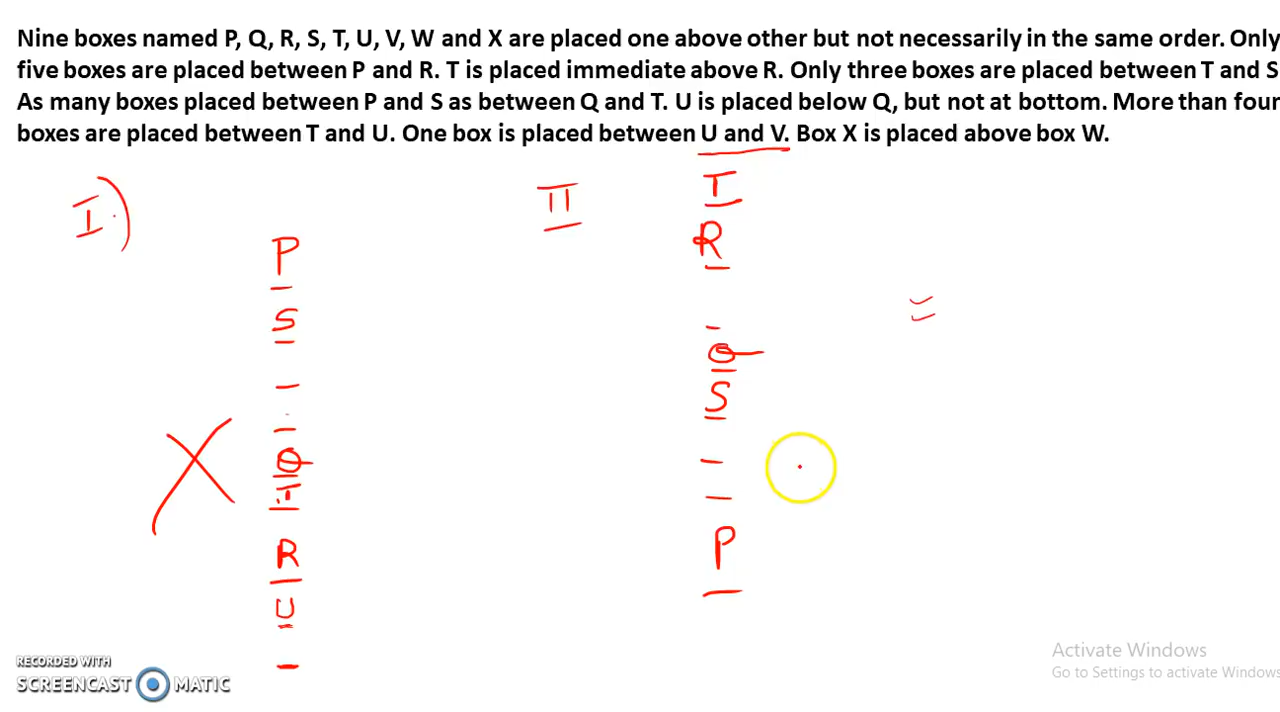 Nine boxes named P, Q, R, S, T, U, V, W and X are placed one above other but not necessarily in the same order. Only
five boxes are placed between P and R. T is placed immediate above R. Only three boxes are placed between T and S
As many boxes placed between P and S as between Q and T. U is placed below Q, but not at bottom. More than four
boxes are placed between T and U. One box is placed between U and V. Box X is placed above box W.
I.)
P
S
Q
T
R
U
II
T
R
Q
S
P
Activate Windows
Go to Settings to activate Windows
RECORDED WITH
SCREENCAST MATIC